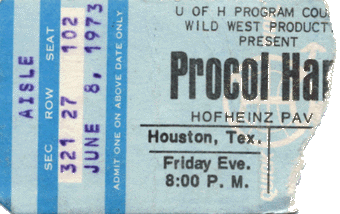 AISLE
SEC ROW SEAT
321 27 102
JUNE 8, 1973
ADMIT ONE ON ABOVE DATE ONLY
U OF H PROGRAM COU
WILD WEST PRODUCT
PRESENT
Procol Har
HOFHEINZ PAV
Houston, Tex.
Friday Eve.
8:00 P. M.